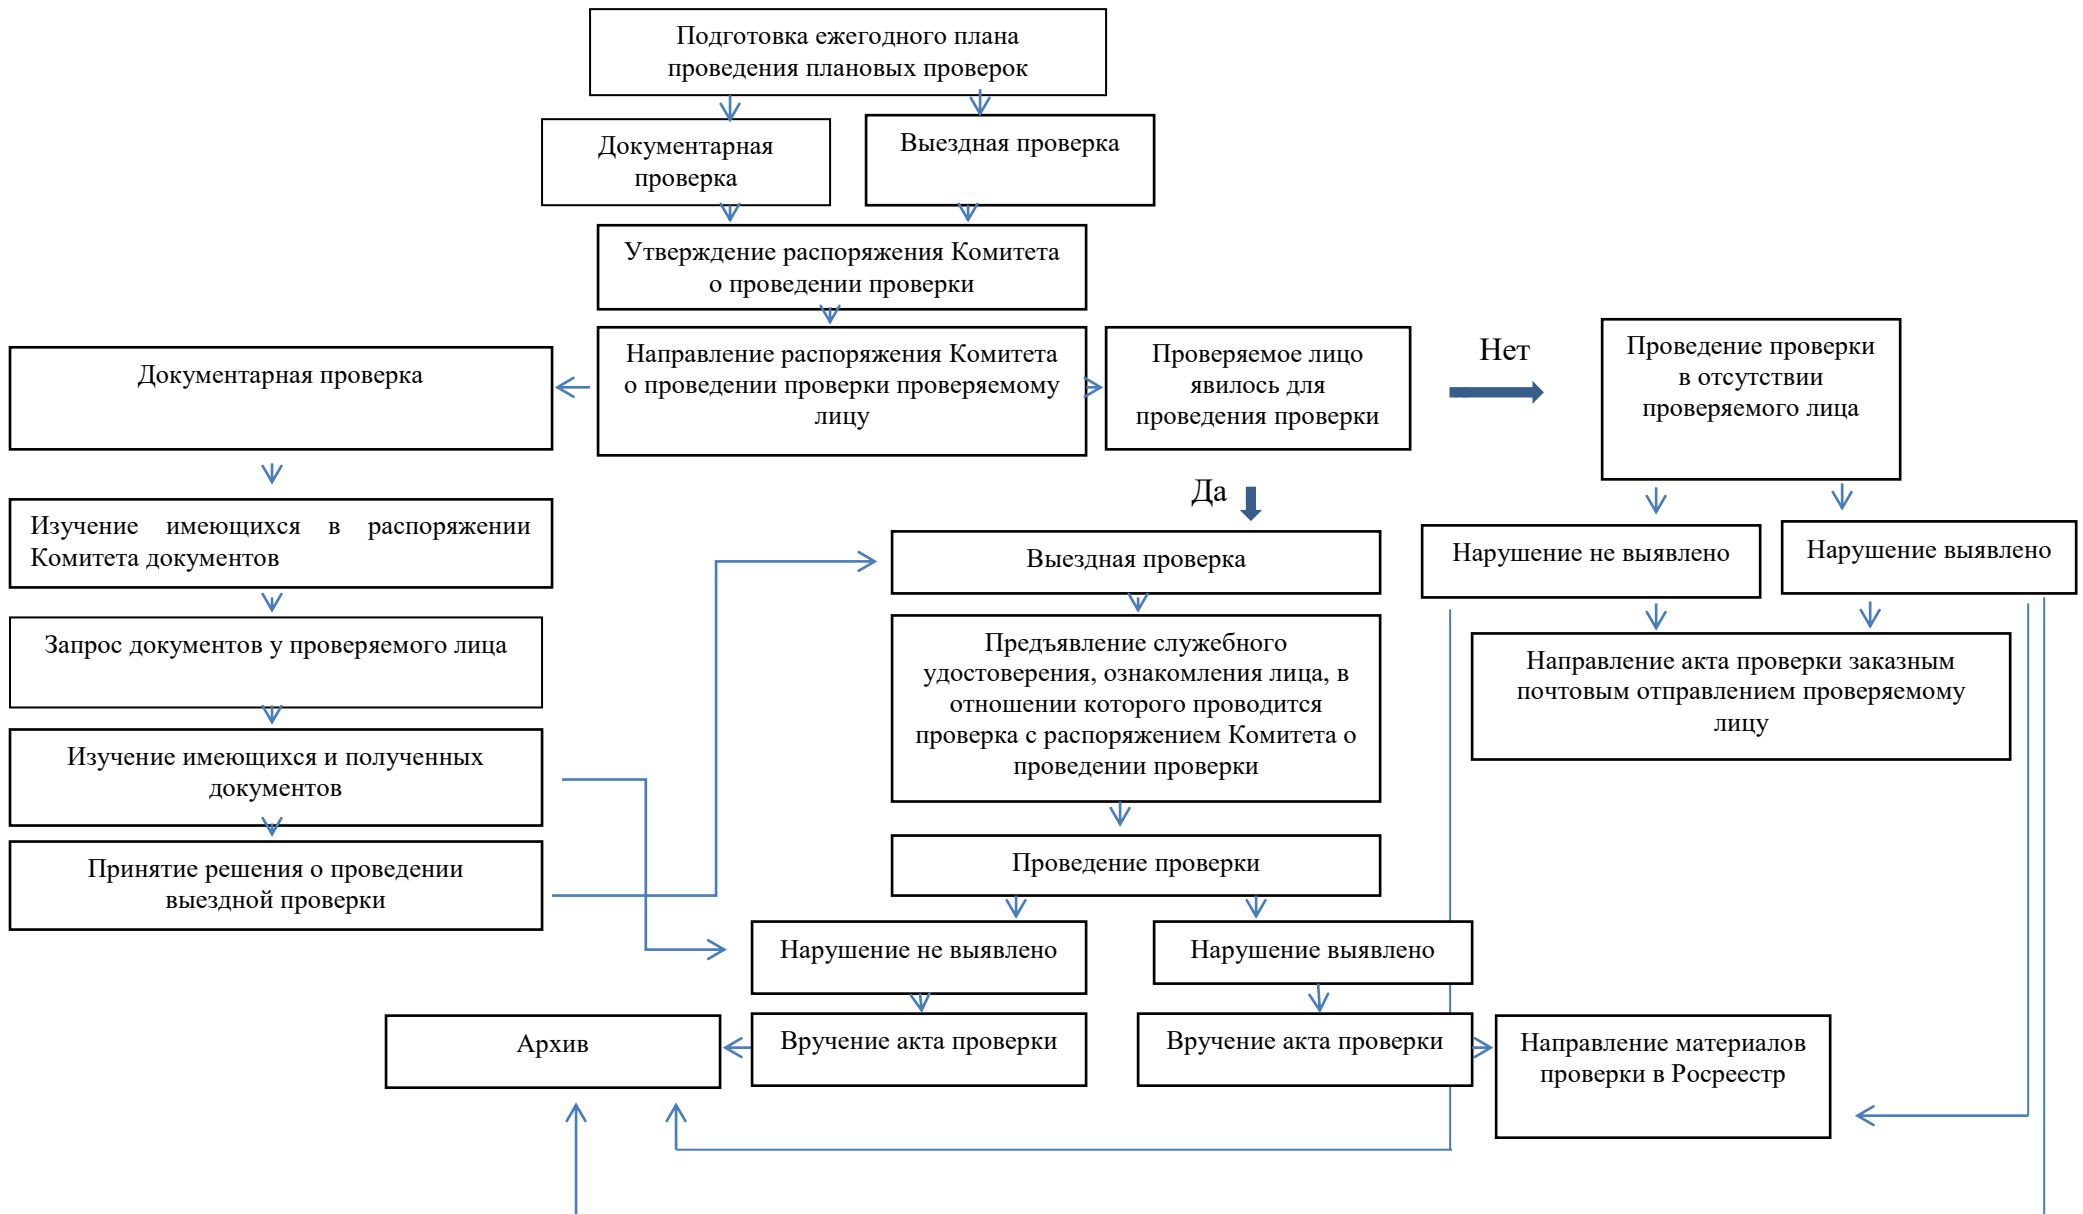 Подготовка ежегодного плана
проведения плановых проверок
Документарная
проверка
Выездная проверка
Утверждение распоряжения Комитета
о проведении проверки
Документарная проверка
Направление распоряжения Комитета
о проведении проверки проверяемому
лицу
Проверяемое лицо
явилось для
проведения проверки
Нет
Проведение проверки
в отсутствии
проверяемого лица
Да
Изучение имеющихся в распоряжении
Комитета документов
Выездная проверка
Нарушение не выявлено
Нарушение выявлено
Запрос документов у проверяемого лица
Предъявление служебного
удостоверения, ознакомления лица, в
отношении которого проводится
проверка с распоряжением Комитета о
проведении проверки
Направление акта проверки заказным
почтовым отправлением проверяемому
лицу
Изучение имеющихся и полученных
документов
Принятие решения о проведении
выездной проверки
Проведение проверки
Нарушение не выявлено
Нарушение выявлено
Архив
Вручение акта проверки
Вручение акта проверки
Направление материалов
проверки в Росреестр